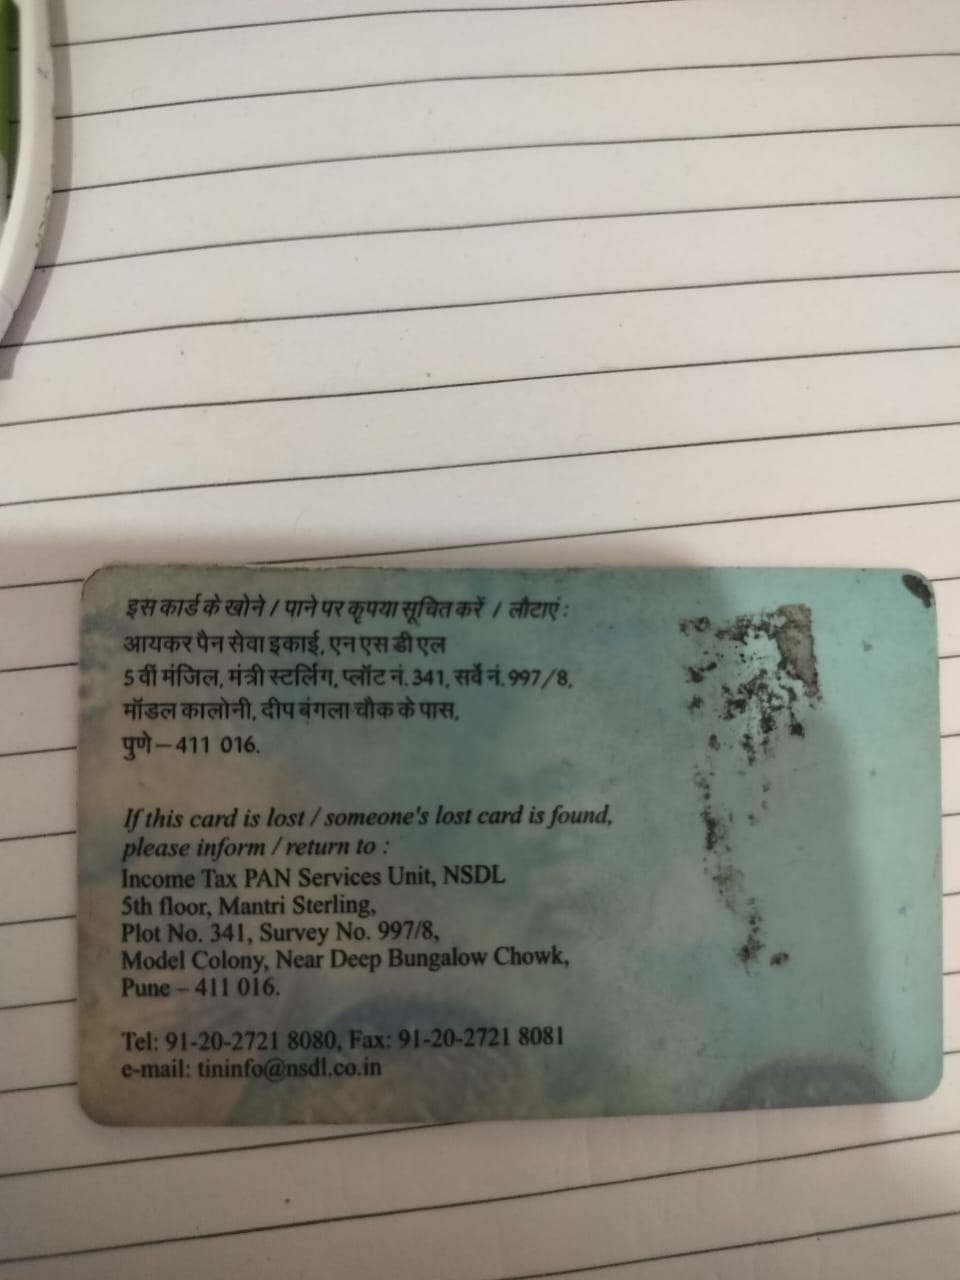 इस कार्ड के खोने / पाने पर कृपया सूचित करें / लौटाएं :
आयकर पैन सेवा इकाई, एन एस डी एल
5 वीं मंजिल, मंत्री स्टर्लिंग, प्लॉट नं. 341, सर्वे नं. 997/8,
मॉडल कालोनी, दीप बंगला चौक के पास,
पुणे – 411 016.
If this card is lost / someone's lost card is found,
please inform / return to :
Income Tax PAN Services Unit, NSDL
5th floor, Mantri Sterling,
Plot No. 341, Survey No. 997/8,
Model Colony, Near Deep Bungalow Chowk,
Pune – 411 016.
Tel: 91-20-2721 8080, Fax: 91-20-2721 8081
e-mail: tininfo@nsdl.co.in